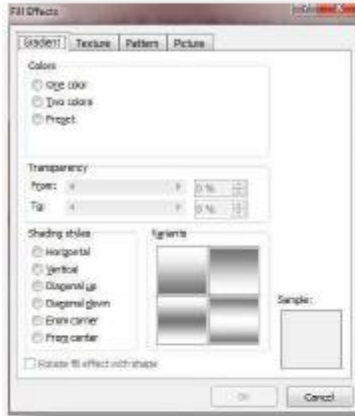 Fill Effects
Gradient Texture Pattern Picture
Colors
One color
Two colors
Preset
Transparency
From: 0 %
To: 0 %
Shading styles
Horizontal
Vertical
Diagonal up
Diagonal down
From corner
From center
Variants
Sample:
Rotate fill effect with shape
OK Cancel